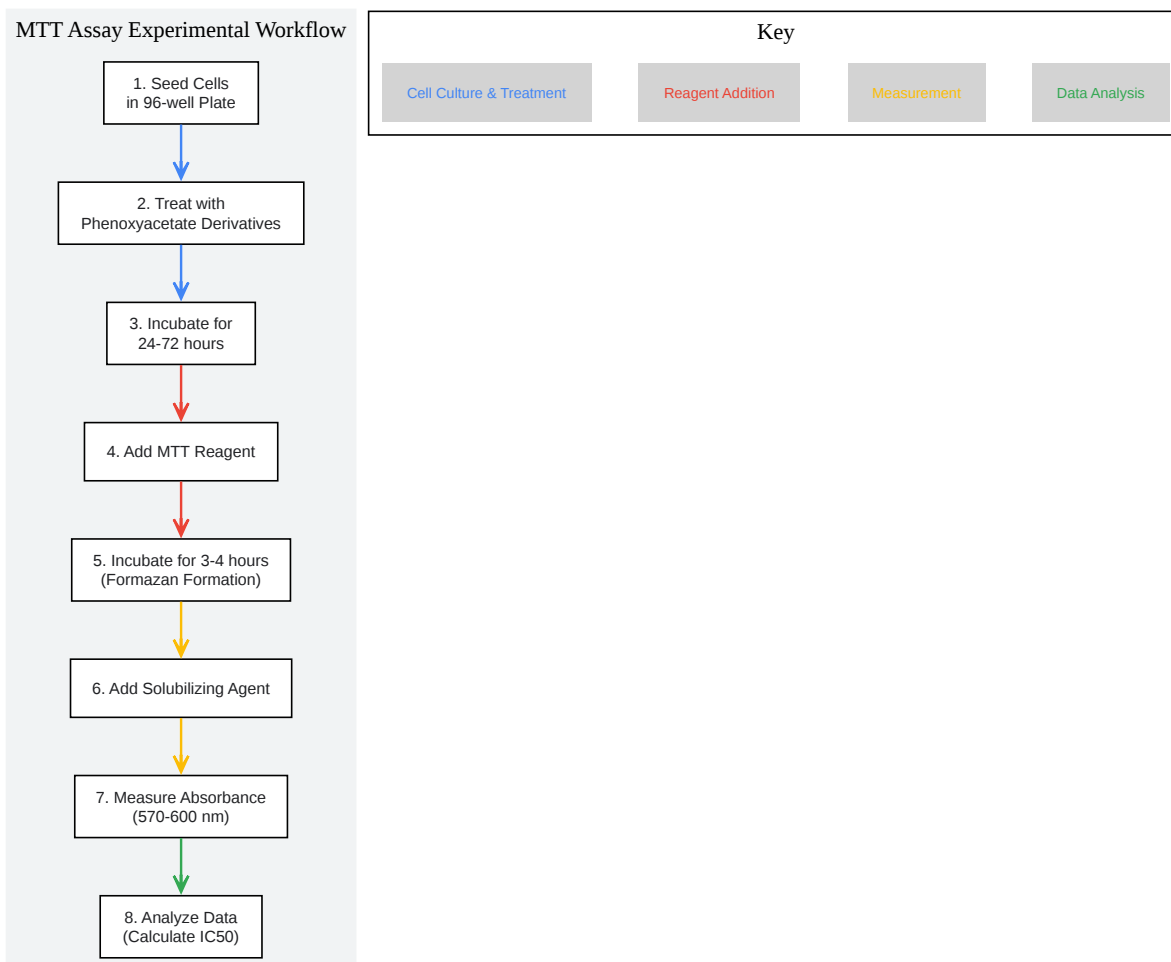 MTT Assay Experimental Workflow
1. Seed Cells
in 96-well Plate
2. Treat with
Phenoxyacetate Derivatives
3. Incubate for
24-72 hours
4. Add MTT Reagent
5. Incubate for 3-4 hours
(Formazan Formation)
6. Add Solubilizing Agent
7. Measure Absorbance
(570-600 nm)
8. Analyze Data
(Calculate IC50)
Key
Cell Culture & Treatment
Reagent Addition
Measurement
Data Analysis